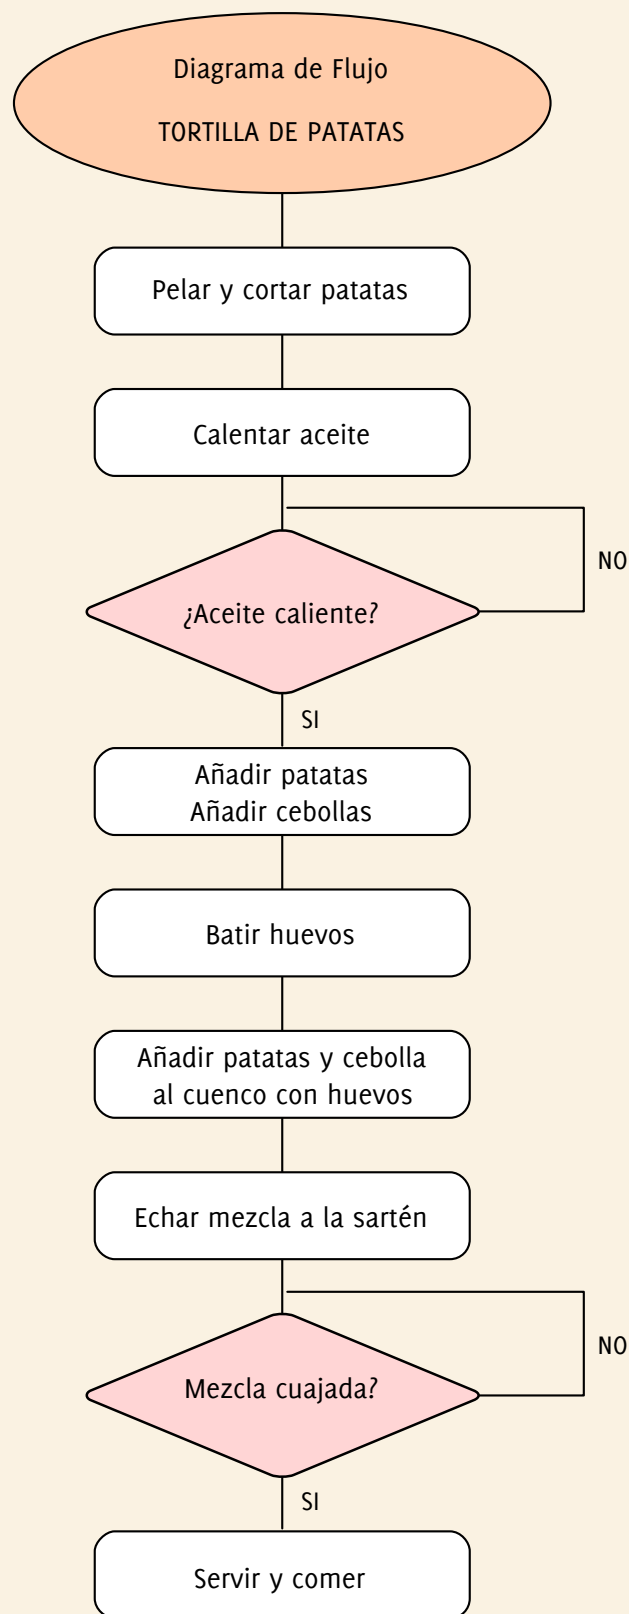 Diagrama de Flujo
TORTILLA DE PATATAS
Pelar y cortar patatas
Calentar aceite
NO
¿Aceite caliente?
SI
Añadir patatas
Añadir cebollas
Batir huevos
Añadir patatas y cebolla
al cuenco con huevos
Echar mezcla a la sartén
NO
Mezcla cuajada?
SI
Servir y comer